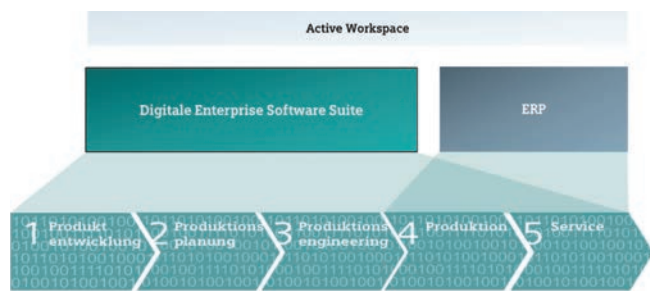 Active Workspace
Digitale Enterprise Software Suite
ERP
1 Produkt
entwicklung
2 Produktions
planung
3 Produktions
engineering
4 Produktion
5 Service